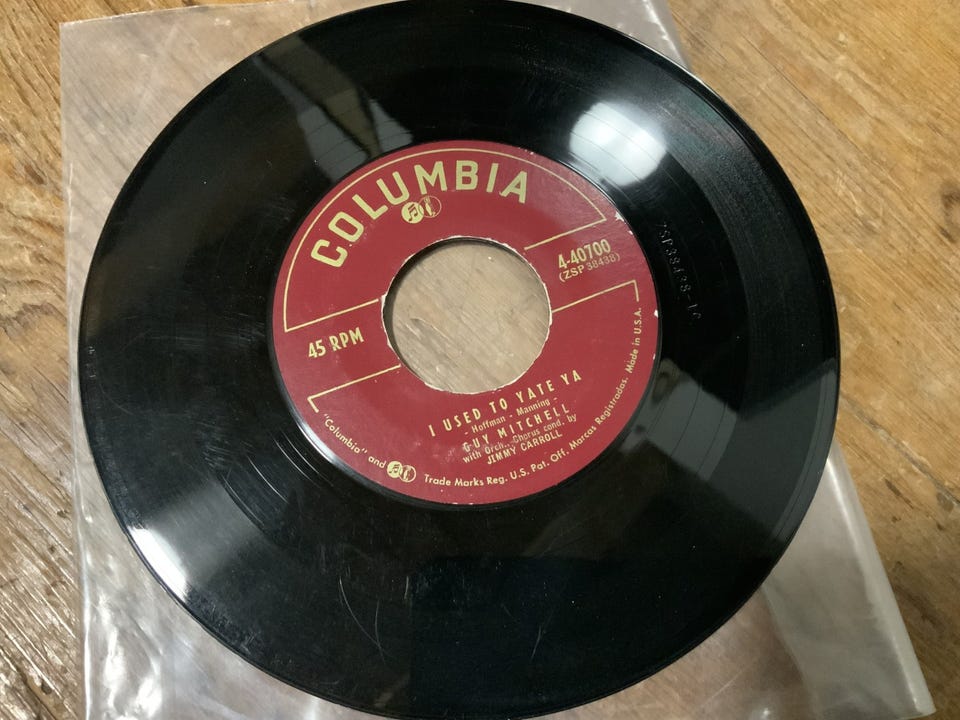 COLUMBIA
4-40700
(ZSP 38438)
45 RPM
I USED TO YATE YA
- Hoffman - Manning -
GUY MITCHELL
with Orch., Chorus cond. by
JIMMY CARROLL
"Columbia" and Trade Marks Reg. U.S. Pat. Off. Marcas Registradas. Made in U.S.A.